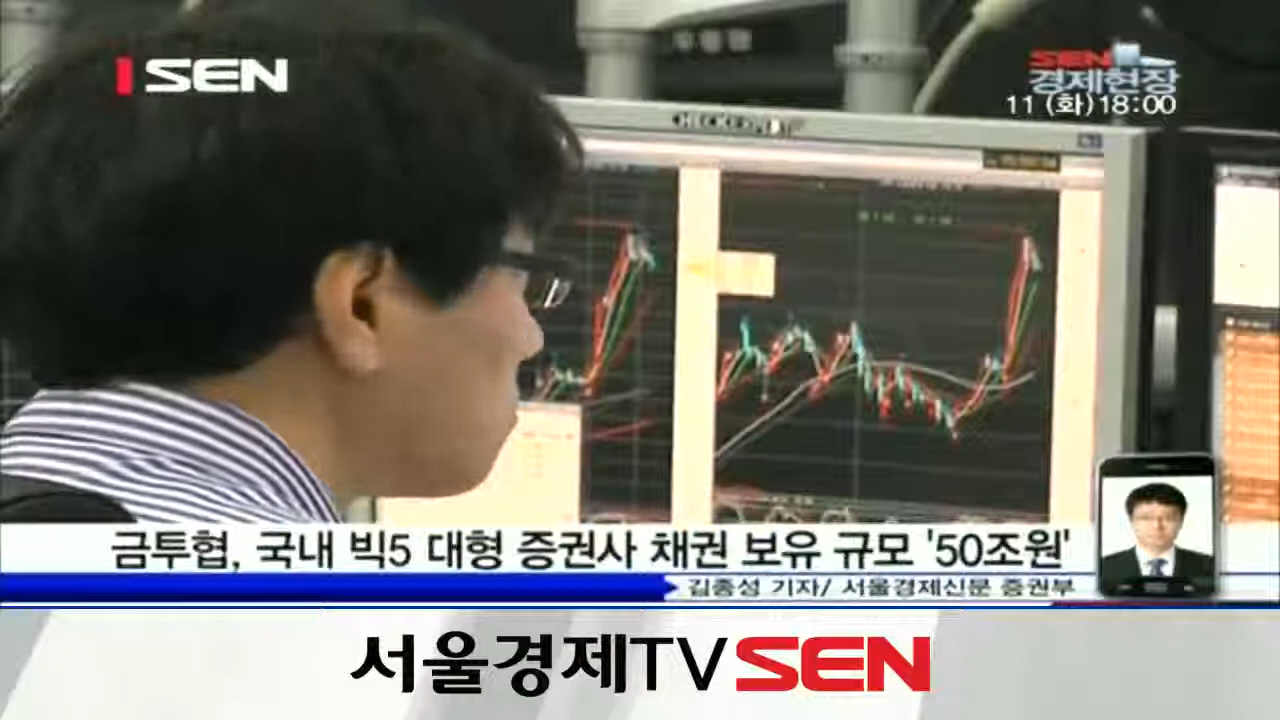 SEN
SEN
경제현장
11 (화) 18:00
금투협, 국내 빅5 대형 증권사 채권 보유 규모 '50조원'
김종성 기자/ 서울경제신문 증권부
서울경제TV SEN